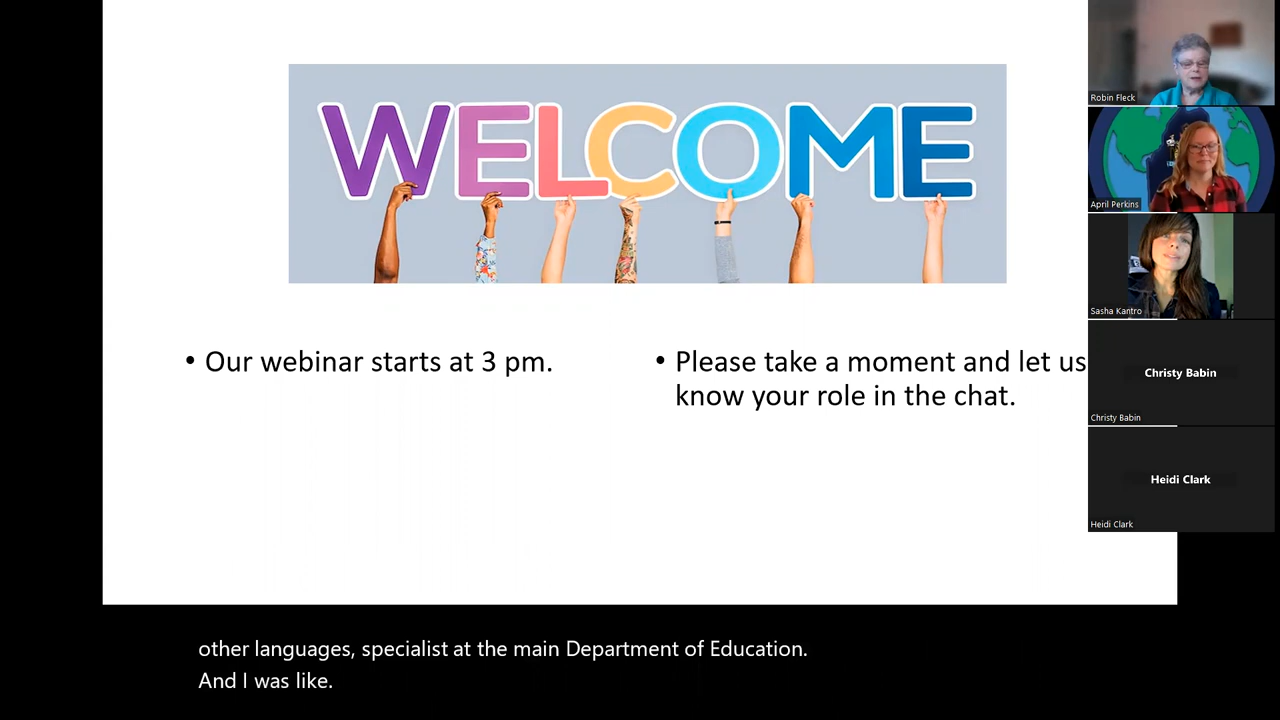 WELCOME
• Our webinar starts at 3 pm.
• Please take a moment and let us
know your role in the chat.
Robin Fleck
April Perkins
Sasha Kantro
Christy Babin
Christy Babin
Heidi Clark
Heidi Clark
other languages, specialist at the main Department of Education.
And I was like.